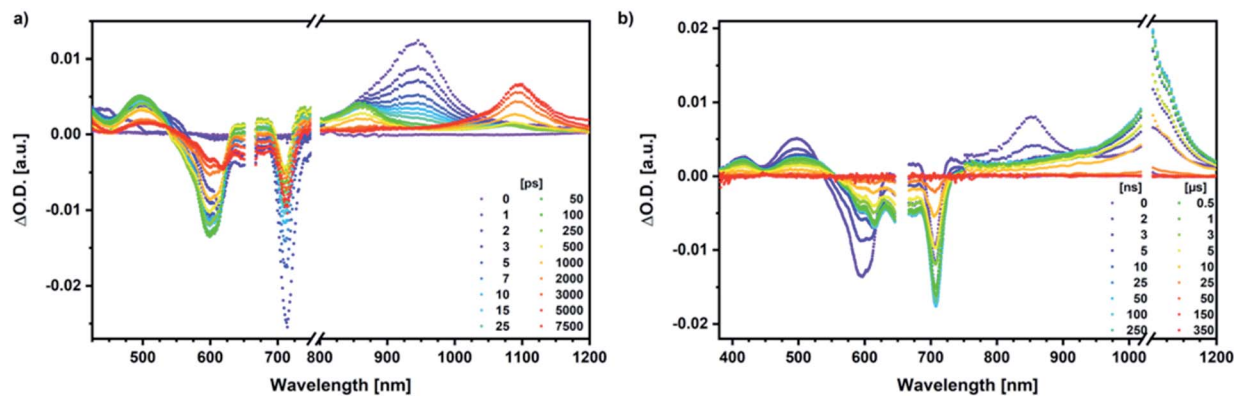 a)
0.01
0.00
-0.01
-0.02
ΔO.D. [a.u.]
[ps]
0 50
1 100
2 250
3 500
5 1000
7 2000
10 3000
15 5000
25 7500
500 600 700 800 900 1000 1100 1200
Wavelength [nm]
b)
0.02
0.01
0.00
-0.01
-0.02
ΔO.D. [a.u.]
[ns] [µs]
0 0.5
2 1
3 3
5 5
10 10
25 25
50 50
100 150
250 350
400 500 600 700 800 900 1000 1200
Wavelength [nm]